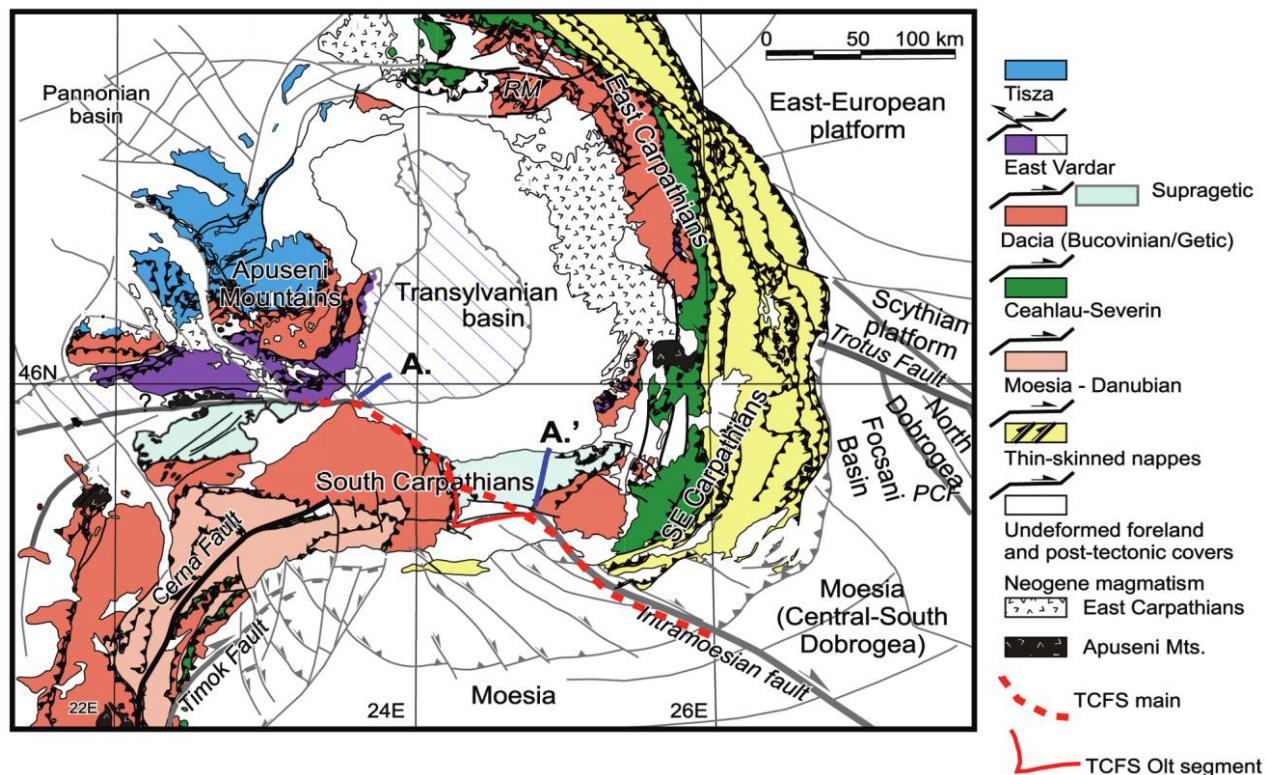 0 50 100 km
Pannonian
basin
RM
East Carpathians
East-European
platform
Apuseni
Mountains
Transylvanian
basin
Scythian
platform
Trotus Fault
46N
A.
?
North
Dobrogea
PCF
Focsani
Basin
A.'
South Carpathians
SE Carpathians
Cerna Fault
Timok Fault
Moesia
(Central-South
Dobrogea)
Intramoesian fault
Moesia
22E
24E
26E
Tisza
East Vardar
Supragetic
Dacia (Bucovinian/Getic)
Ceahlau-Severin
Moesia - Danubian
Thin-skinned nappes
Undeformed foreland
and post-tectonic covers
Neogene magmatism
East Carpathians
Apuseni Mts.
TCFS main
TCFS Olt segment